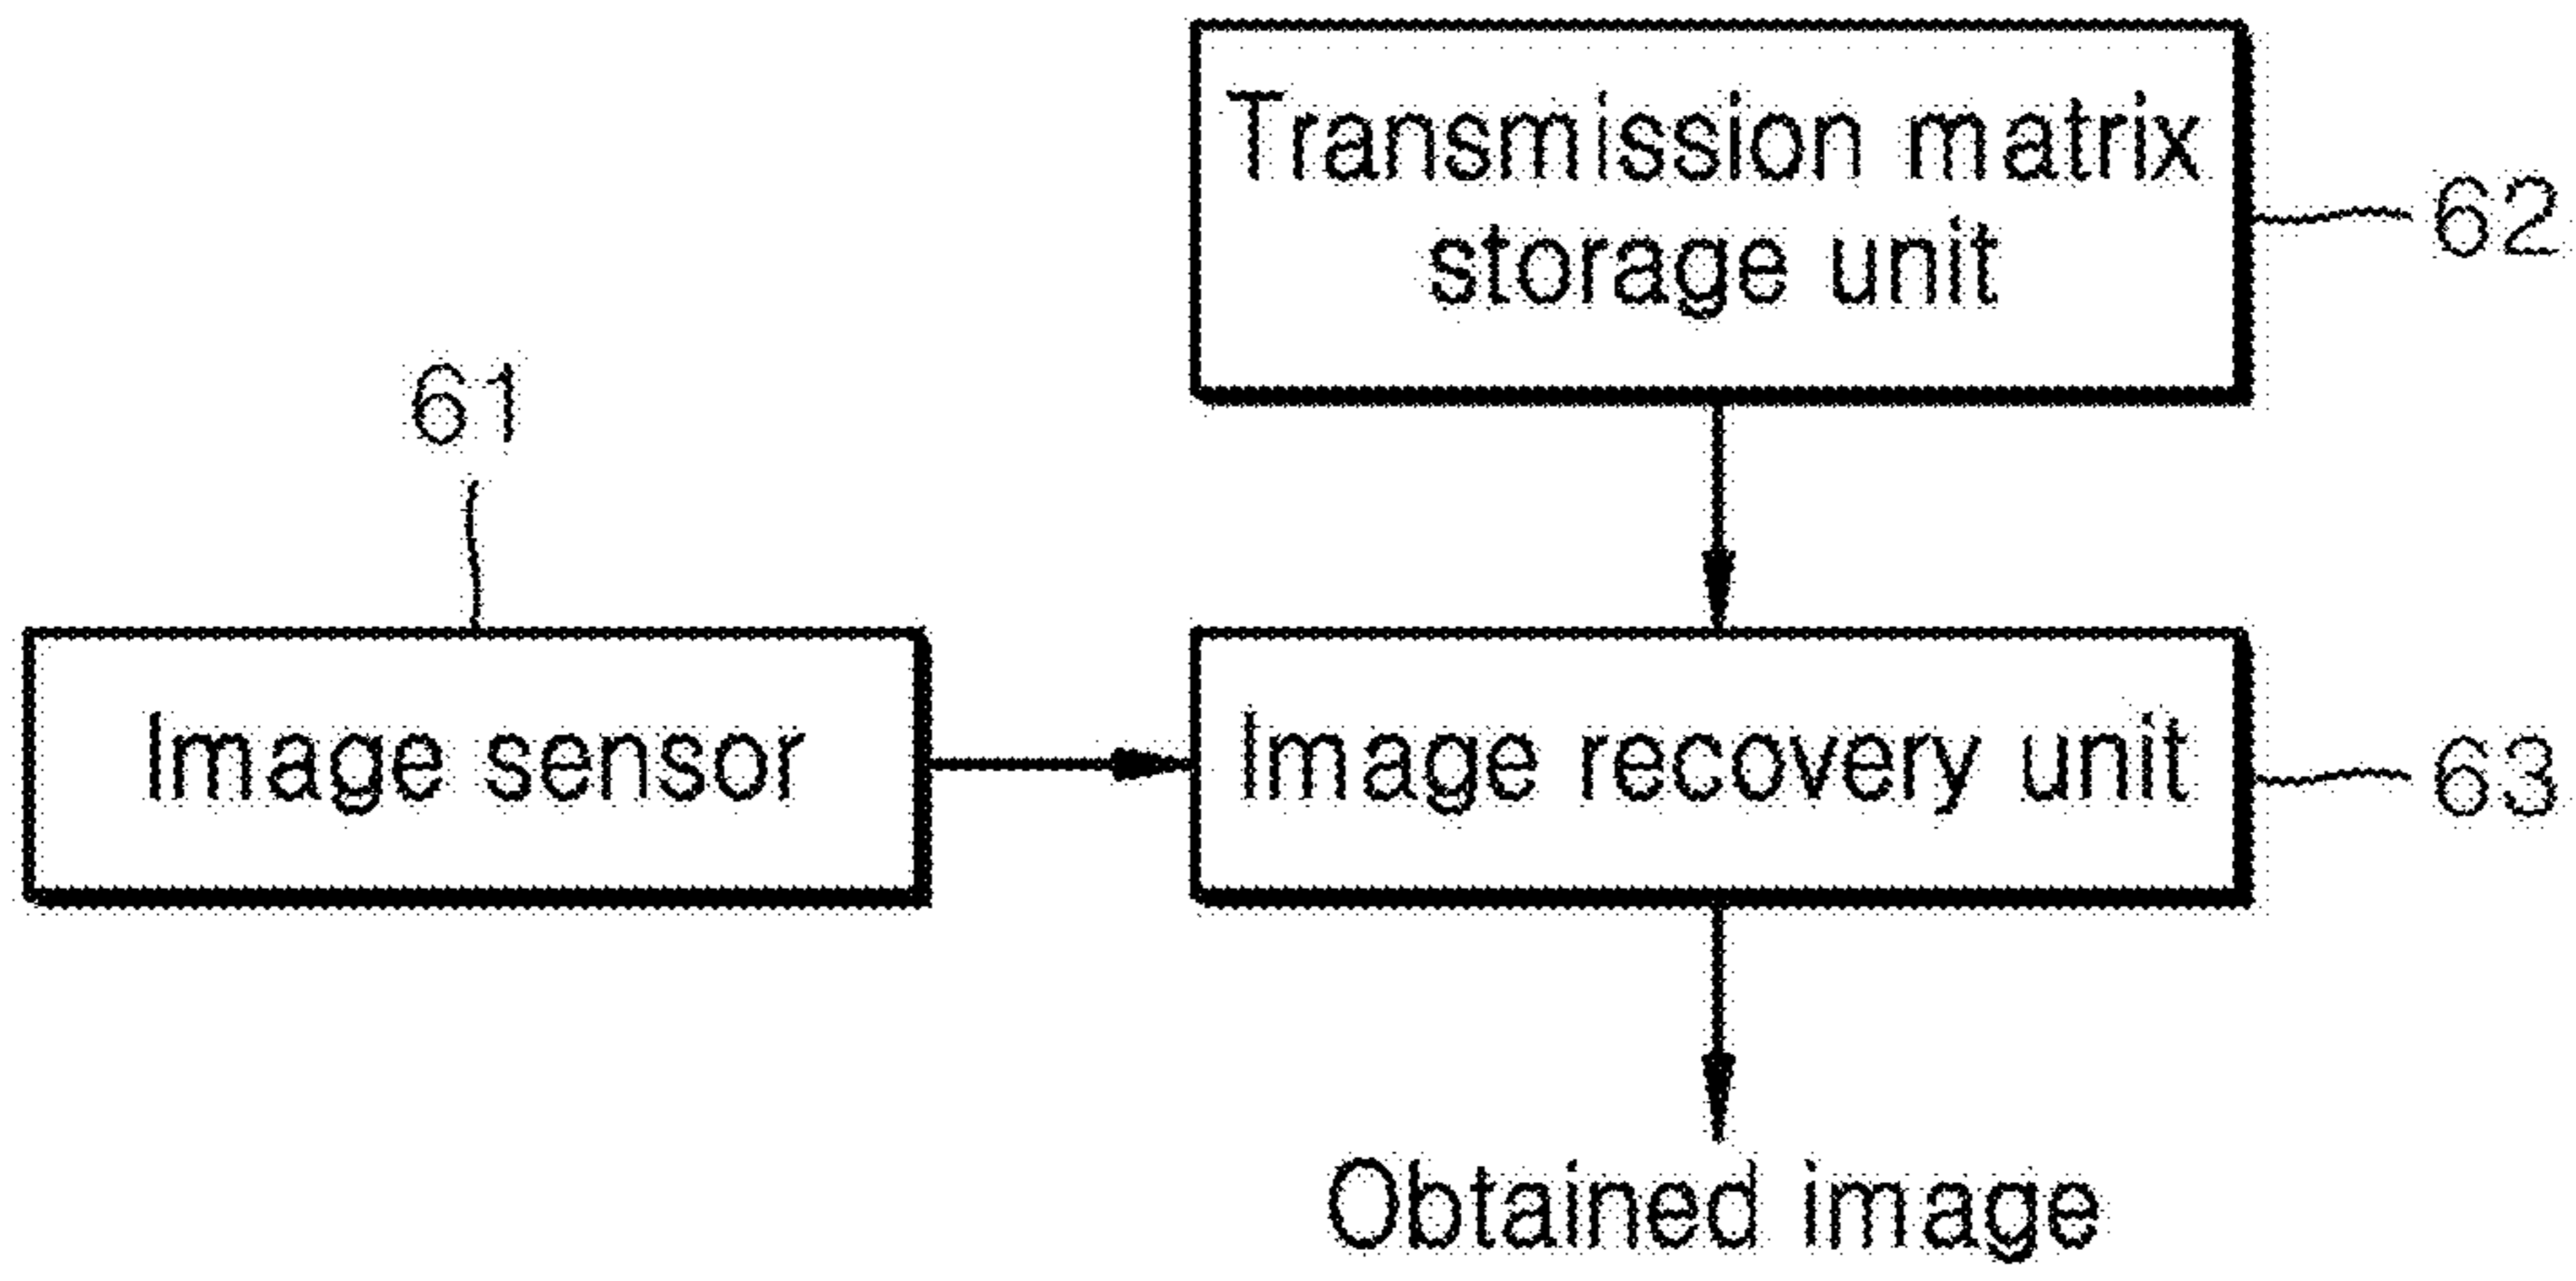 Transmission matrix
storage unit
62
61
Image sensor
Image recovery unit
63
Obtained image